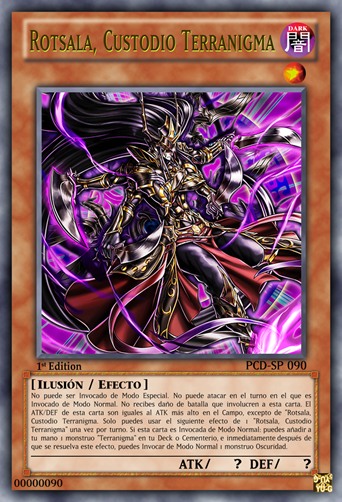 Rotsala, Custodio Terranigma
DARK
闇
1st Edition
PCD-SP 090
[ Ilusión / Efecto ]
No puede ser Invocado de Modo Especial. No puede atacar en el turno en el que es
Invocado de Modo Normal. No recibes daño de batalla que involucren a esta carta. El
ATK/DEF de esta carta son iguales al ATK más alto en el Campo, excepto de "Rotsala,
Custodio Terranigma. Solo puedes usar el siguiente efecto de 1 "Rotsala, Custodio
Terranigma" una vez por turno. Si esta carta es Invocada de Modo Normal: puedes añadir a
tu mano 1 monstruo "Terranigma" en tu Deck o Cementerio, e inmediatamente después de
que se resuelva este efecto, puedes Invocar de Modo Normal 1 monstruo Oscuridad.
ATK/ ? DEF/ ?
00000090